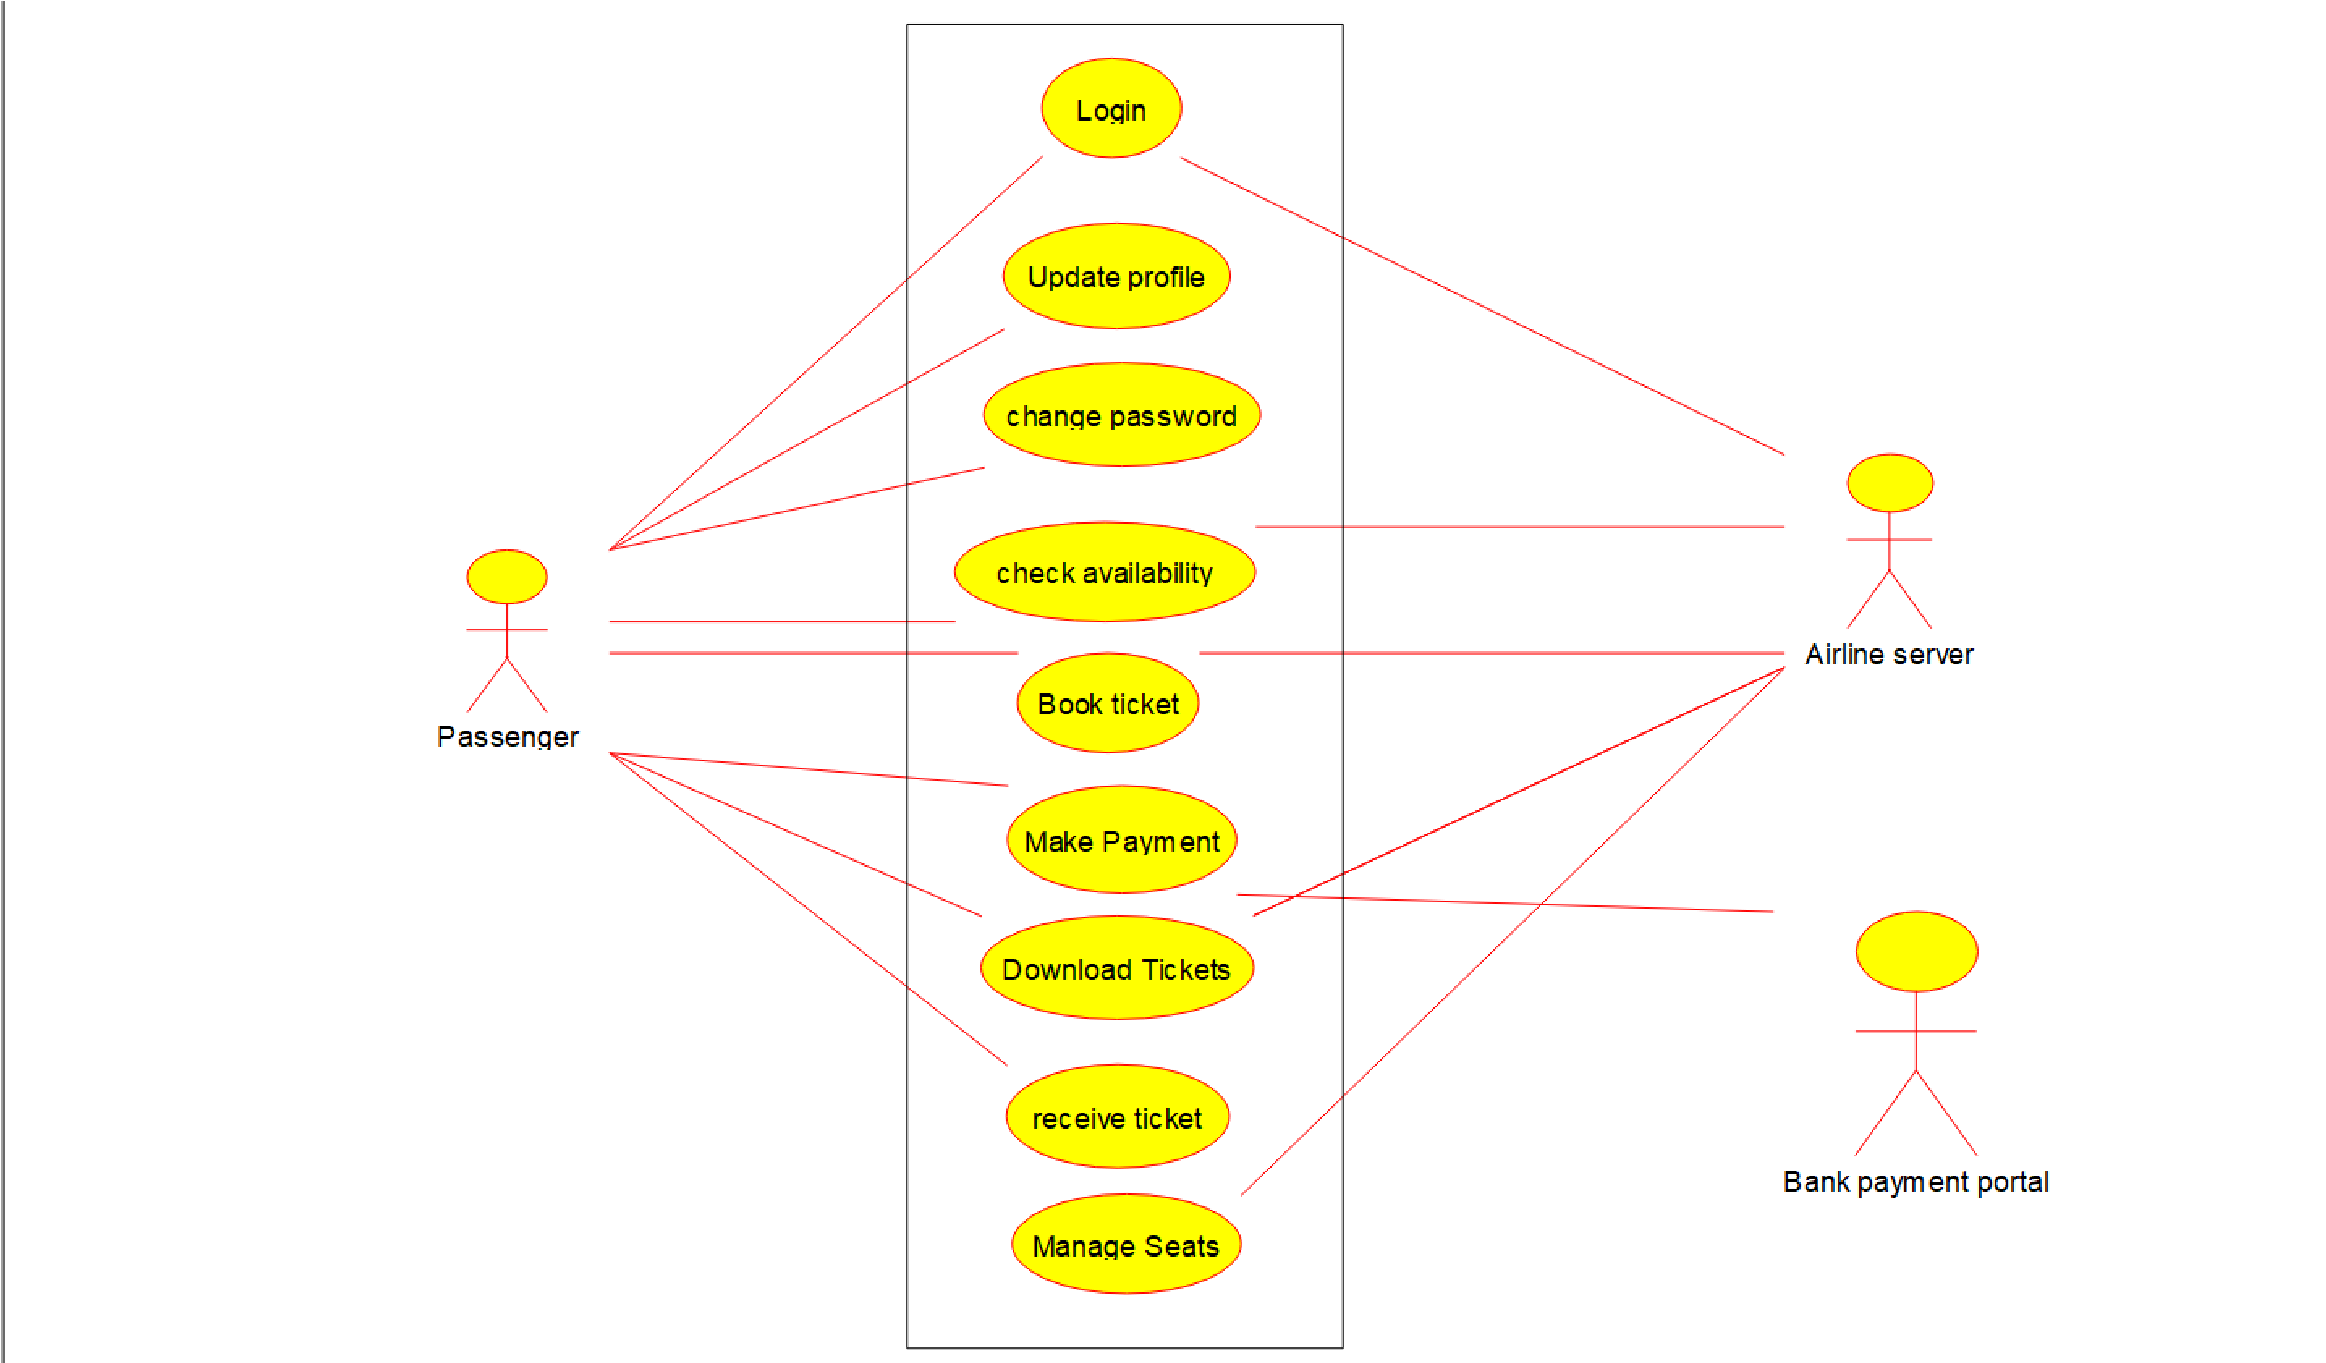 Login
Update profile
change password
check availability
Book ticket
Airline server
Passenger
Make Payment
Download Tickets
receive ticket
Bank payment portal
Manage Seats